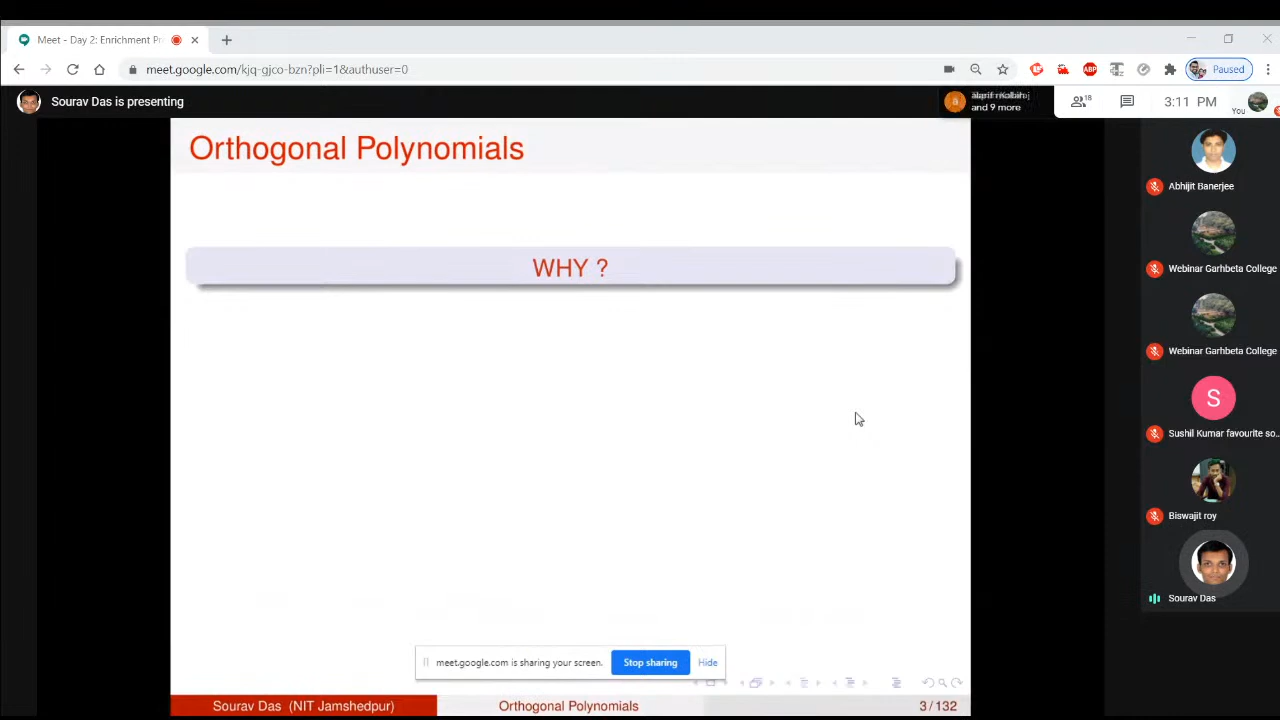 Meet - Day 2: Enrichment Pr
meet.google.com/kjq-gjco-bzn?pli=1&authuser=0
ABP
Paused
Sourav Das is presenting
and 9 more
18
3:11 PM
You
Orthogonal Polynomials
WHY ?
Abhijit Banerjee
Webinar Garhbeta College
Webinar Garhbeta College
S
Sushil Kumar favourite so...
Biswajit roy
Sourav Das
meet.google.com is sharing your screen.
Stop sharing
Hide
Sourav Das (NIT Jamshedpur)
Orthogonal Polynomials
3 / 132